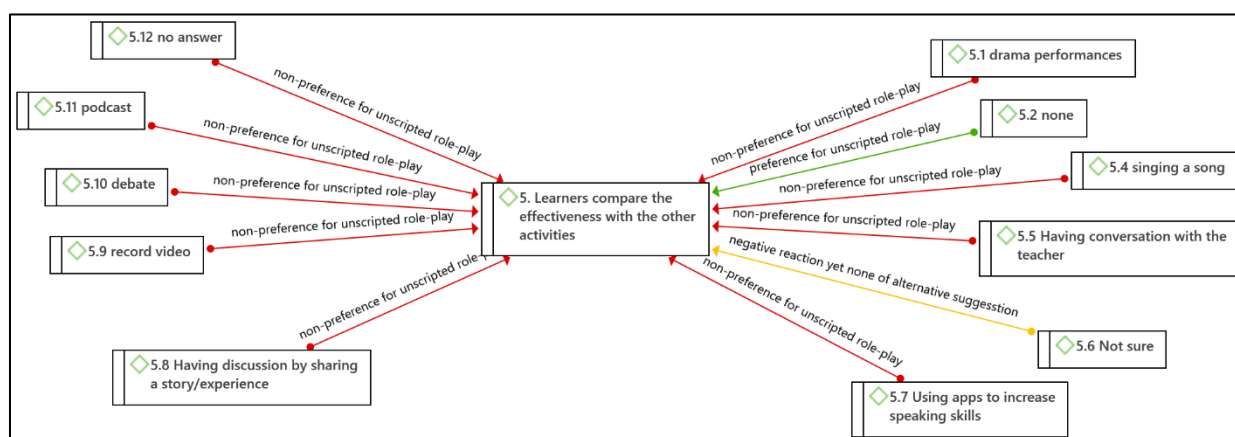 5.12 no answer
non-preference for unscripted role-play
5.11 podcast
non-preference for unscripted role-play
5.10 debate
non-preference for unscripted role-play
5.9 record video
non-preference for unscripted role-play
5.8 Having discussion by sharing
a story/experience
non-preference for unscripted role-p
5. Learners compare the
effectiveness with the other
activities
5.1 drama performances
non-preference for unscripted role-play
5.2 none
preference for unscripted role-play
5.4 singing a song
non-preference for unscripted role-play
5.5 Having conversation with the
teacher
non-preference for unscripted role-play
5.6 Not sure
negative reaction yet none of alternative suggesstion
5.7 Using apps to increase
speaking skills
non-preference for unscripted role-play